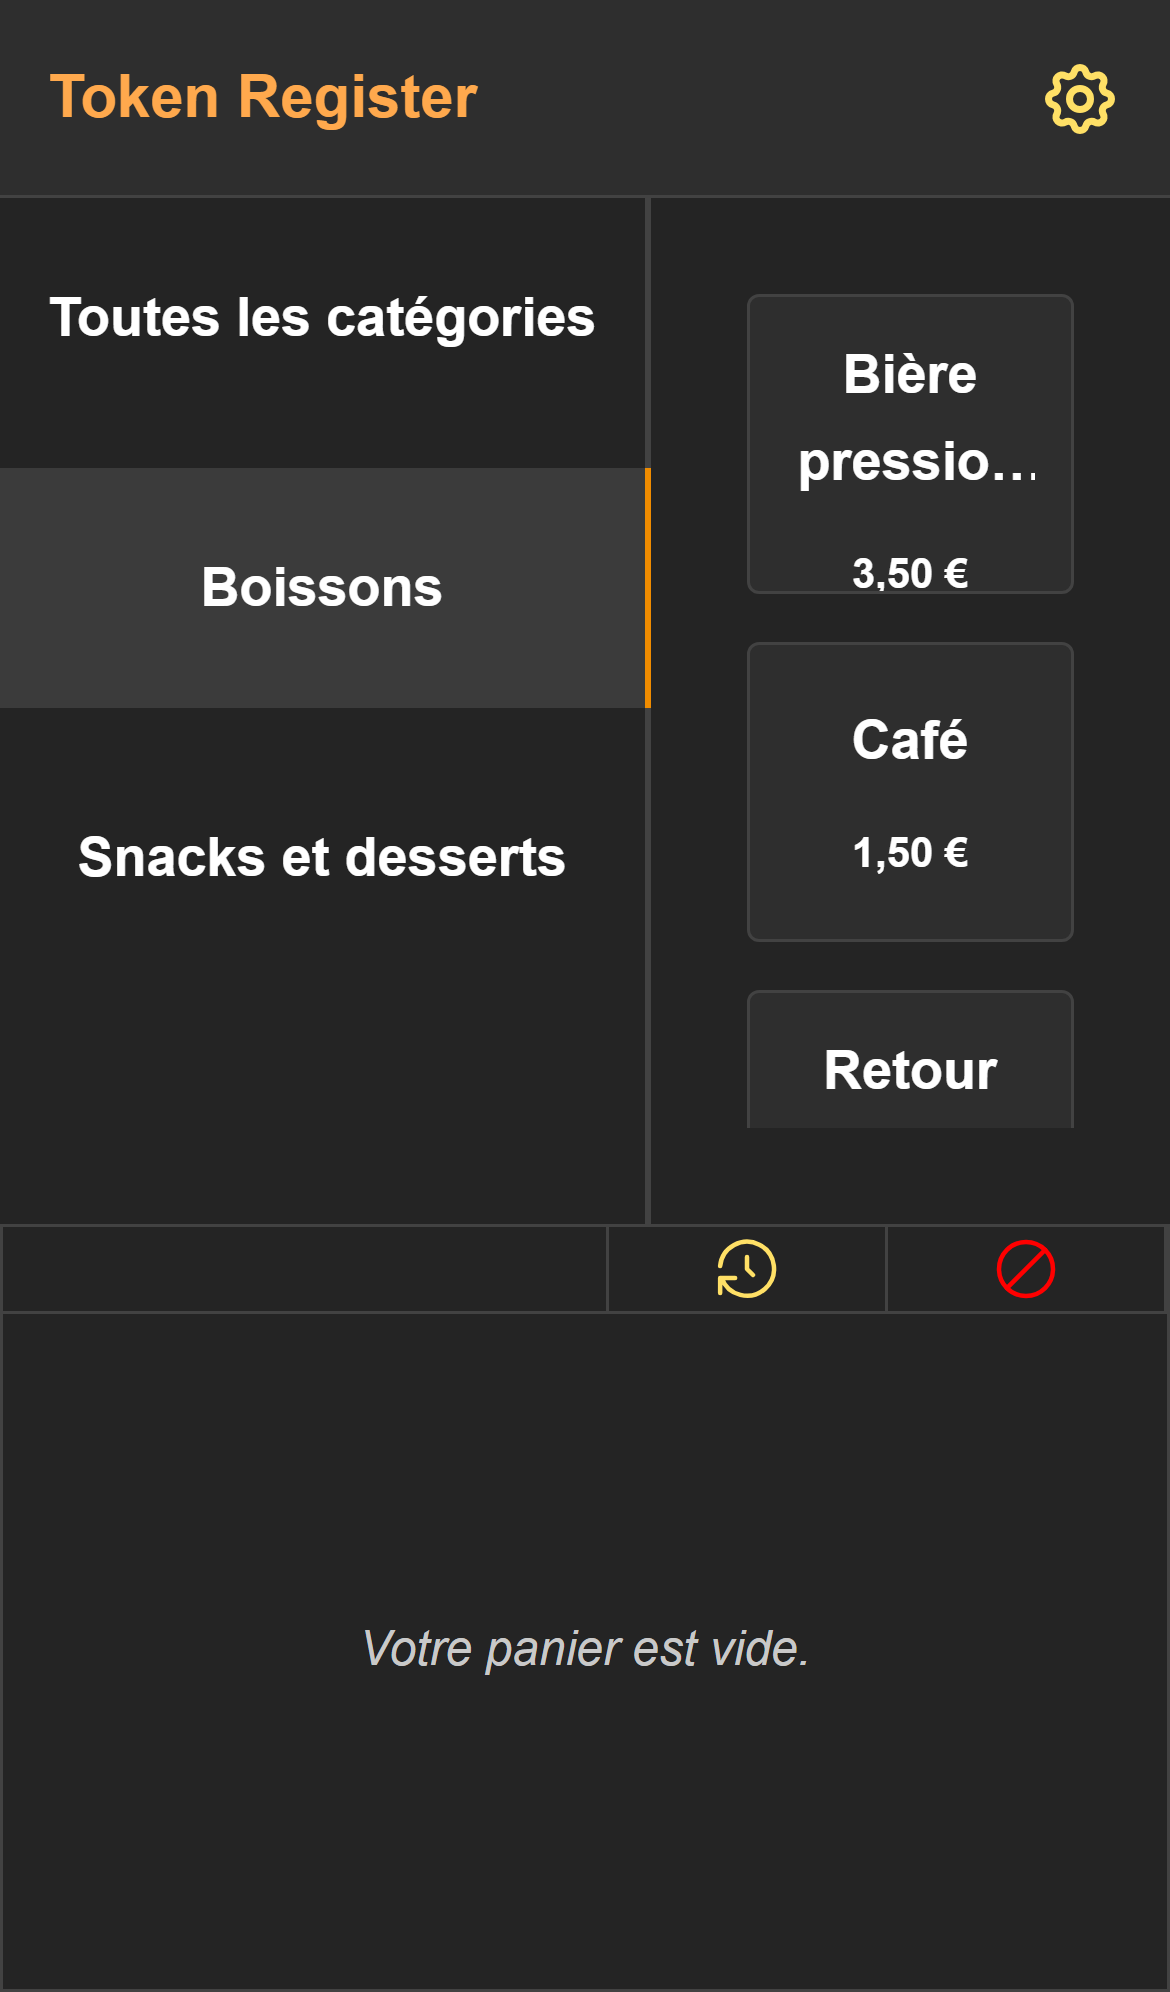 Token Register
Toutes les catégories
Boissons
Snacks et desserts
Bière
pressio…
3,50 €
Café
1,50 €
Retour
Votre panier est vide.